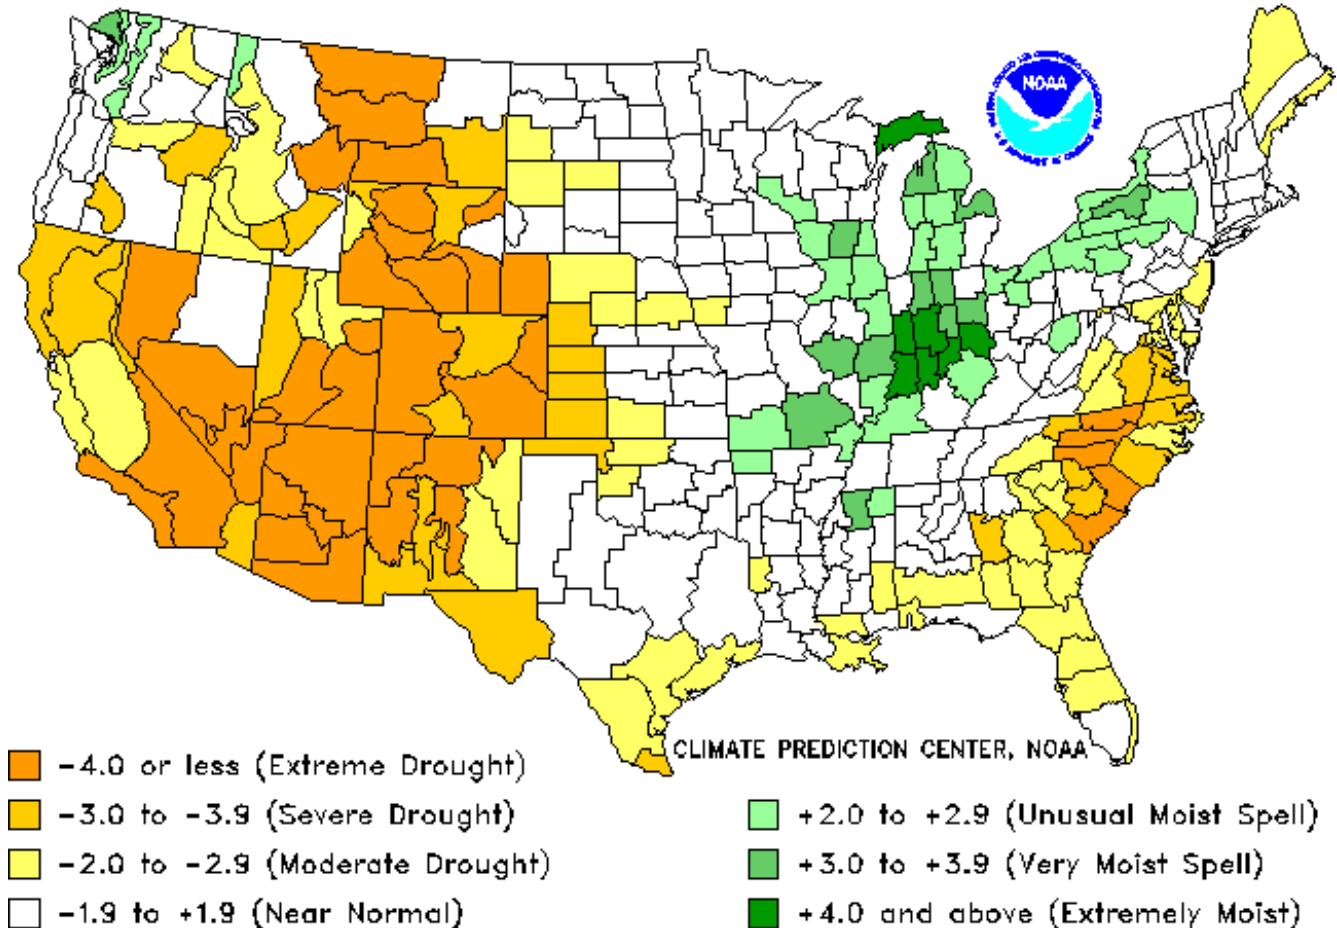 NOAA
CLIMATE PREDICTION CENTER, NOAA
-4.0 or less (Extreme Drought)
-3.0 to -3.9 (Severe Drought)
-2.0 to -2.9 (Moderate Drought)
-1.9 to +1.9 (Near Normal)
+2.0 to +2.9 (Unusual Moist Spell)
+3.0 to +3.9 (Very Moist Spell)
+4.0 and above (Extremely Moist)